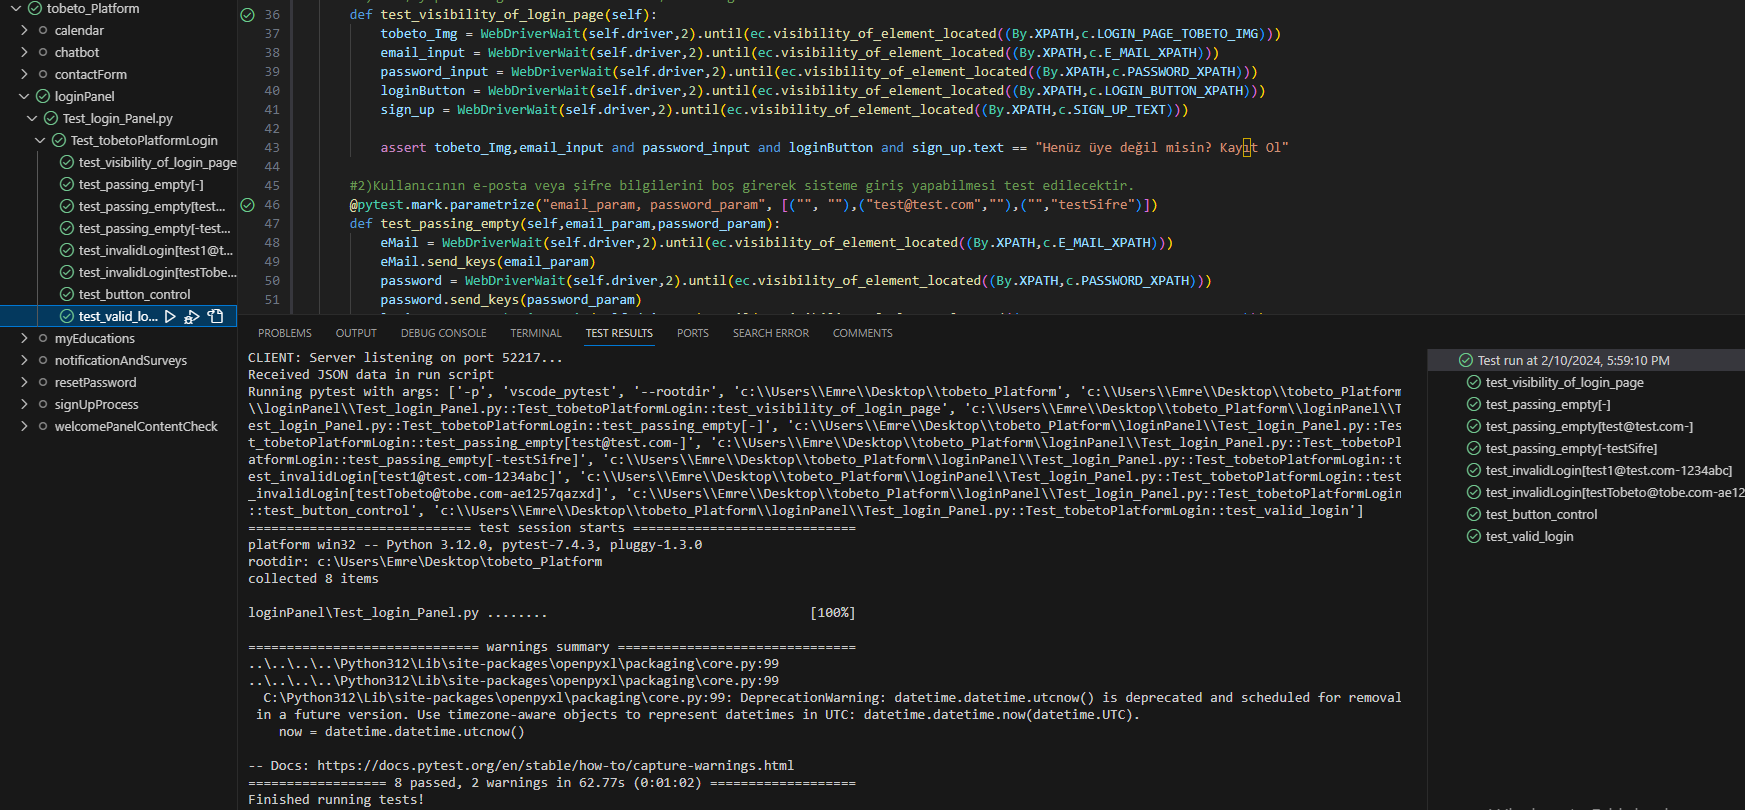 tobeto_Platform
calendar
chatbot
contactForm
loginPanel
Test_login_Panel.py
Test_tobetoPlatformLogin
test_visibility_of_login_page
test_passing_empty[-]
test_passing_empty[test...
test_passing_empty[-test...
test_invalidLogin[test1@t...
test_invalidLogin[testTobe...
test_button_control
test_valid_lo...
myEducations
notificationAndSurveys
resetPassword
signUpProcess
welcomePanelContentCheck
36 def test_visibility_of_login_page(self):
37 tobeto_Img = WebDriverWait(self.driver,2).until(ec.visibility_of_element_located((By.XPATH,c.LOGIN_PAGE_TOBETO_IMG)))
38 email_input = WebDriverWait(self.driver,2).until(ec.visibility_of_element_located((By.XPATH,c.E_MAIL_XPATH)))
39 password_input = WebDriverWait(self.driver,2).until(ec.visibility_of_element_located((By.XPATH,c.PASSWORD_XPATH)))
40 loginButton = WebDriverWait(self.driver,2).until(ec.visibility_of_element_located((By.XPATH,c.LOGIN_BUTTON_XPATH)))
41 sign_up = WebDriverWait(self.driver,2).until(ec.visibility_of_element_located((By.XPATH,c.SIGN_UP_TEXT)))
42
43 assert tobeto_Img,email_input and password_input and loginButton and sign_up.text == "Henüz üye değil misin? Kayıt Ol"
44
45 #2)Kullanıcının e-posta veya şifre bilgilerini boş girerek sisteme giriş yapabilmesi test edilecektir.
46 @pytest.mark.parametrize("email_param, password_param", [("", ""),("test@test.com",""),("","testSifre")])
47 def test_passing_empty(self,email_param,password_param):
48 eMail = WebDriverWait(self.driver,2).until(ec.visibility_of_element_located((By.XPATH,c.E_MAIL_XPATH)))
49 eMail.send_keys(email_param)
50 password = WebDriverWait(self.driver,2).until(ec.visibility_of_element_located((By.XPATH,c.PASSWORD_XPATH)))
51 password.send_keys(password_param)
PROBLEMS OUTPUT DEBUG CONSOLE TERMINAL TEST RESULTS PORTS SEARCH ERROR COMMENTS
CLIENT: Server listening on port 52217...
Received JSON data in run script
Running pytest with args: ['-p', 'vscode_pytest', '--rootdir', 'c:\\Users\\Emre\\Desktop\\tobeto_Platform', 'c:\\Users\\Emre\\Desktop\\tobeto_Platform
\\loginPanel\\Test_login_Panel.py::Test_tobetoPlatformLogin::test_visibility_of_login_page', 'c:\\Users\\Emre\\Desktop\\tobeto_Platform\\loginPanel\\T
est_login_Panel.py::Test_tobetoPlatformLogin::test_passing_empty[-]', 'c:\\Users\\Emre\\Desktop\\tobeto_Platform\\loginPanel\\Test_login_Panel.py::Tes
t_tobetoPlatformLogin::test_passing_empty[test@test.com-]', 'c:\\Users\\Emre\\Desktop\\tobeto_Platform\\loginPanel\\Test_login_Panel.py::Test_tobetoPl
atformLogin::test_passing_empty[-testSifre]', 'c:\\Users\\Emre\\Desktop\\tobeto_Platform\\loginPanel\\Test_login_Panel.py::Test_tobetoPlatformLogin::t
est_invalidLogin[test1@test.com-1234abc]', 'c:\\Users\\Emre\\Desktop\\tobeto_Platform\\loginPanel\\Test_login_Panel.py::Test_tobetoPlatformLogin::test
_invalidLogin[testTobeto@tobe.com-ae1257qazxd]', 'c:\\Users\\Emre\\Desktop\\tobeto_Platform\\loginPanel\\Test_login_Panel.py::Test_tobetoPlatformLogin
::test_button_control', 'c:\\Users\\Emre\\Desktop\\tobeto_Platform\\loginPanel\\Test_login_Panel.py::Test_tobetoPlatformLogin::test_valid_login']
============================= test session starts =============================
platform win32 -- Python 3.12.0, pytest-7.4.3, pluggy-1.3.0
rootdir: c:\Users\Emre\Desktop\tobeto_Platform
collected 8 items
loginPanel\Test_login_Panel.py ........ [100%]
============================== warnings summary ===============================
..\..\..\..\Python312\Lib\site-packages\openpyxl\packaging\core.py:99
..\..\..\..\Python312\Lib\site-packages\openpyxl\packaging\core.py:99
C:\Python312\Lib\site-packages\openpyxl\packaging\core.py:99: DeprecationWarning: datetime.datetime.utcnow() is deprecated and scheduled for removal
in a future version. Use timezone-aware objects to represent datetimes in UTC: datetime.datetime.now(datetime.UTC).
now = datetime.datetime.utcnow()
-- Docs: https://docs.pytest.org/en/stable/how-to/capture-warnings.html
================== 8 passed, 2 warnings in 62.77s (0:01:02) ===================
Finished running tests!
Test run at 2/10/2024, 5:59:10 PM
test_visibility_of_login_page
test_passing_empty[-]
test_passing_empty[test@test.com-]
test_passing_empty[-testSifre]
test_invalidLogin[test1@test.com-1234abc]
test_invalidLogin[testTobeto@tobe.com-ae12
test_button_control
test_valid_login